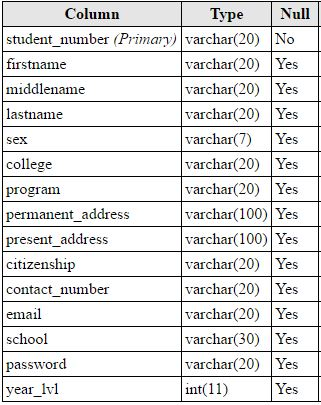 Column Type Null
student_number (Primary) varchar(20) No
firstname varchar(20) Yes
middlename varchar(20) Yes
lastname varchar(20) Yes
sex varchar(7) Yes
college varchar(20) Yes
program varchar(20) Yes
permanent_address varchar(100) Yes
present_address varchar(100) Yes
citizenship varchar(20) Yes
contact_number varchar(20) Yes
email varchar(20) Yes
school varchar(30) Yes
password varchar(20) Yes
year_lvl int(11) Yes